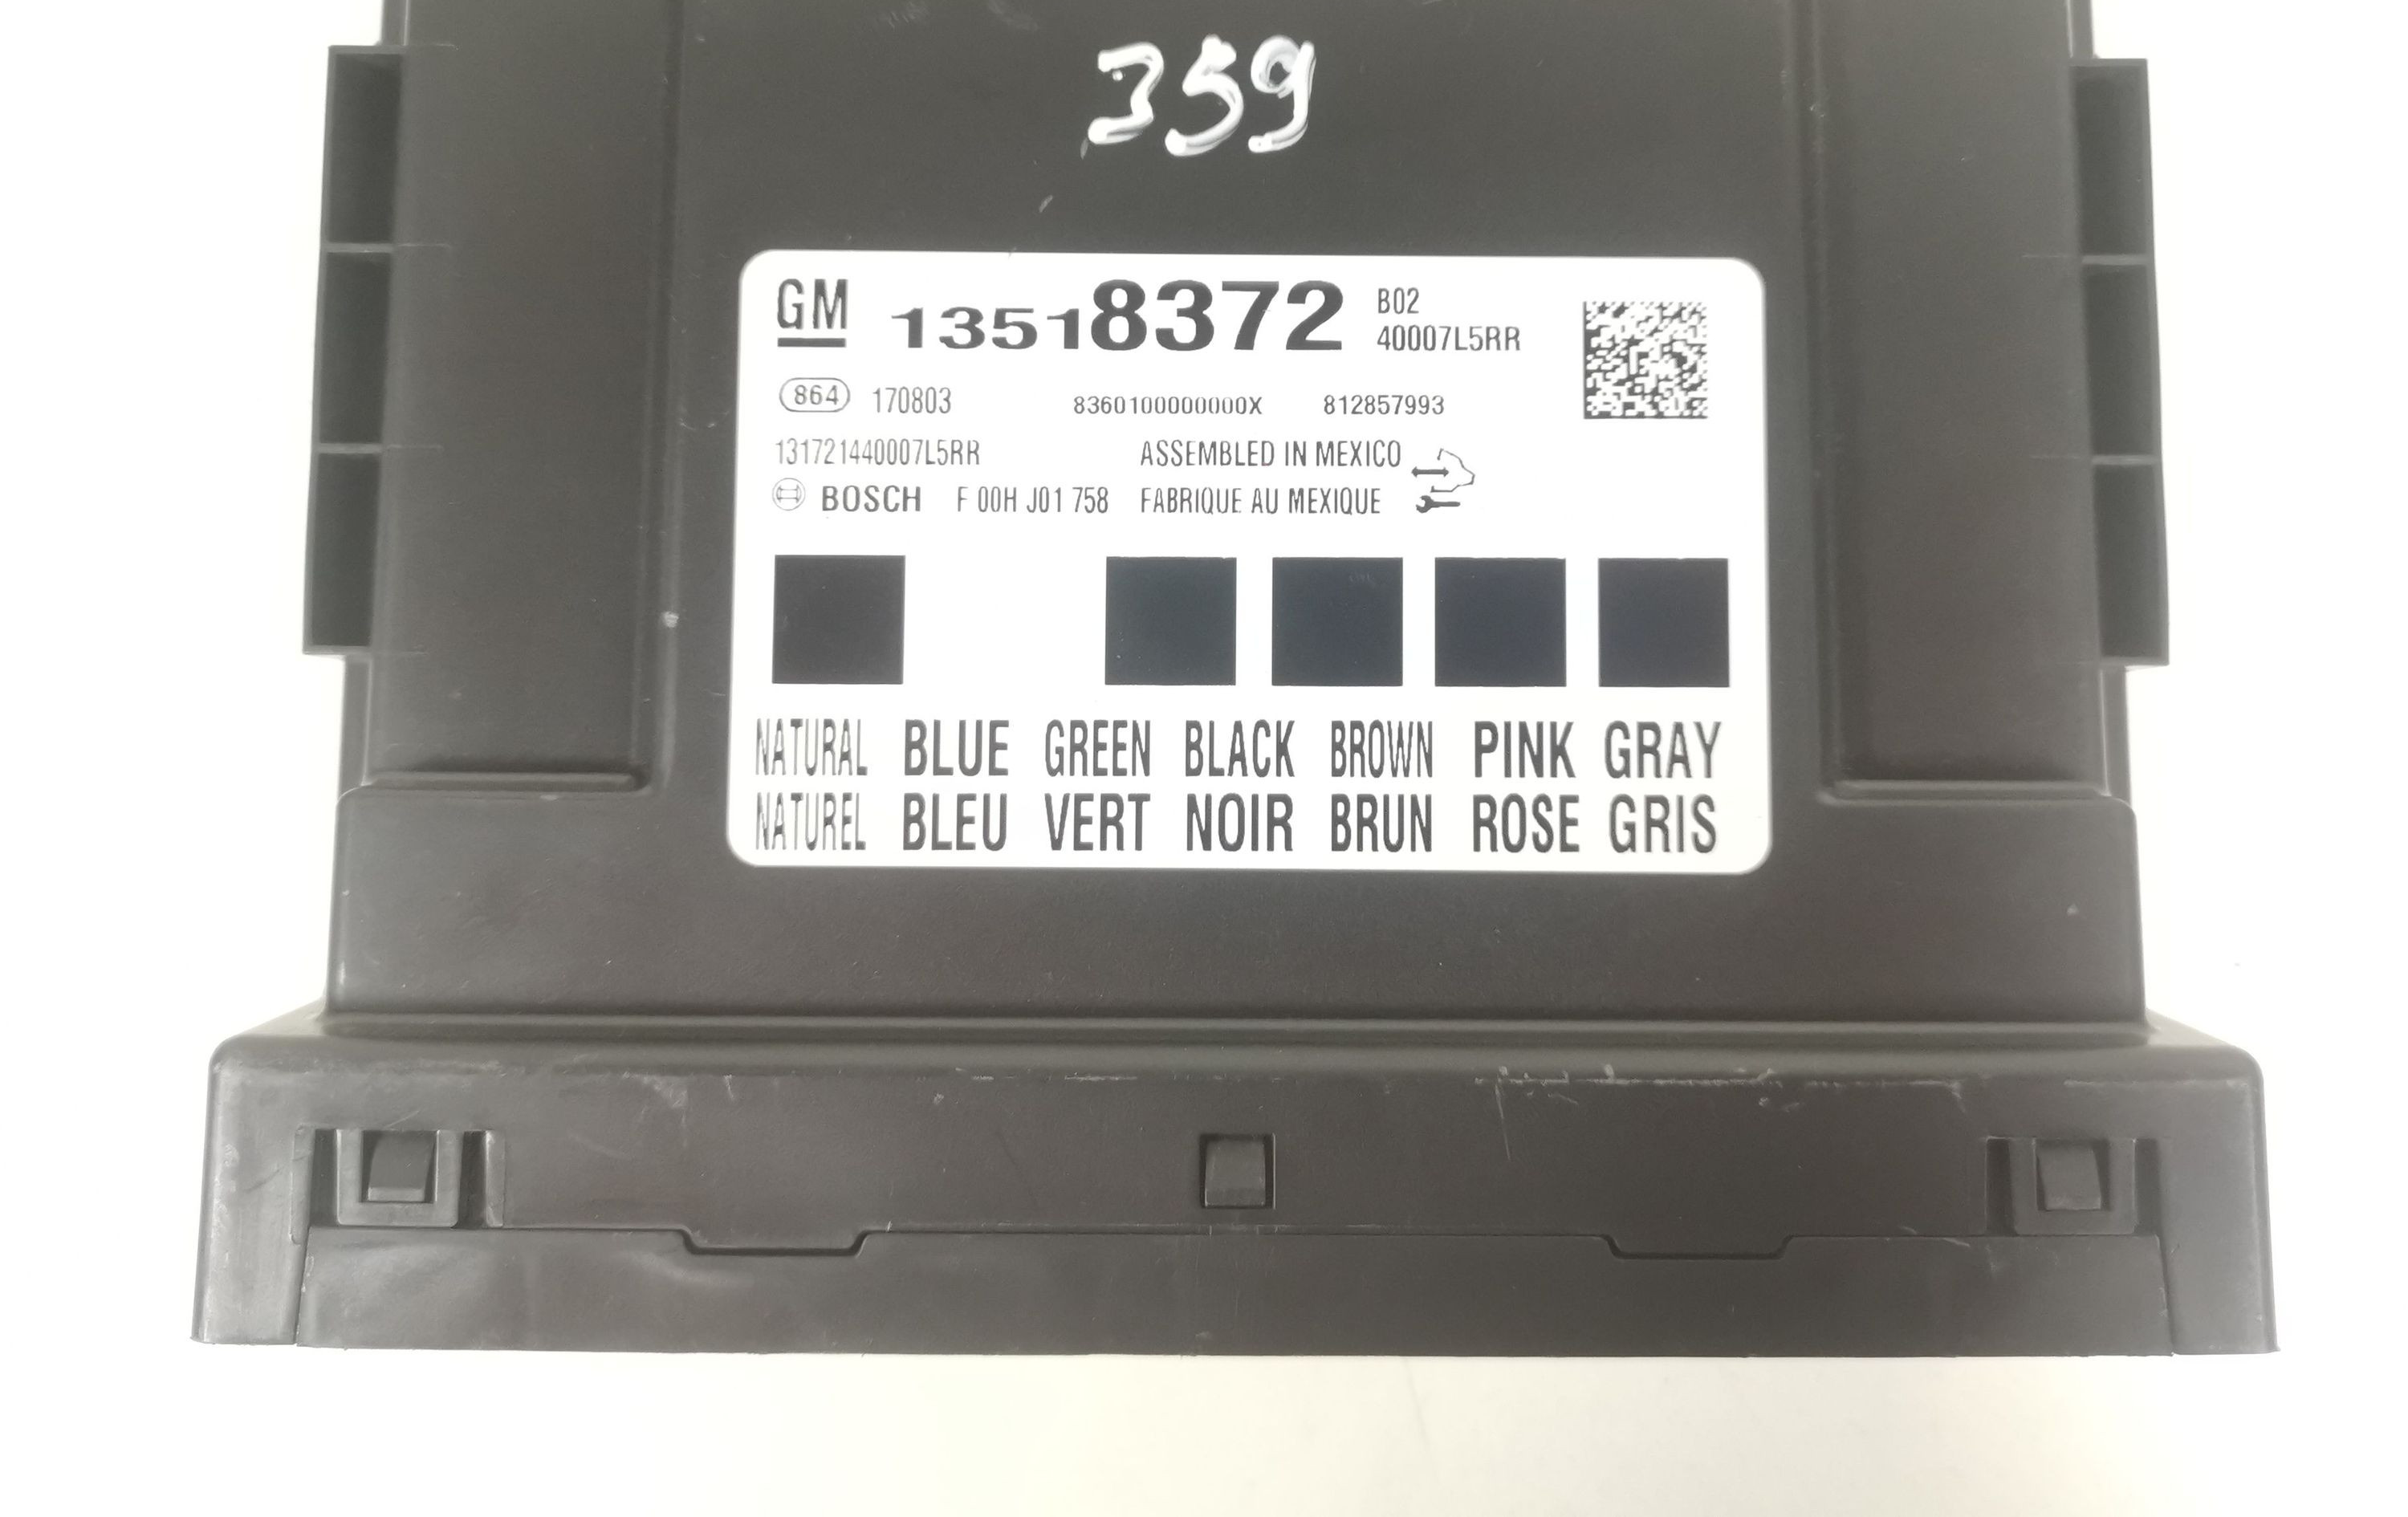 359
GM 13518372 B02
40007L5RR
864 170803 8360100000000X 812857993
131721440007L5RR ASSEMBLED IN MEXICO
BOSCH F 00H J01 758 FABRIQUE AU MEXIQUE
NATURAL BLUE GREEN BLACK BROWN PINK GRAY
NATUREL BLEU VERT NOIR BRUN ROSE GRIS